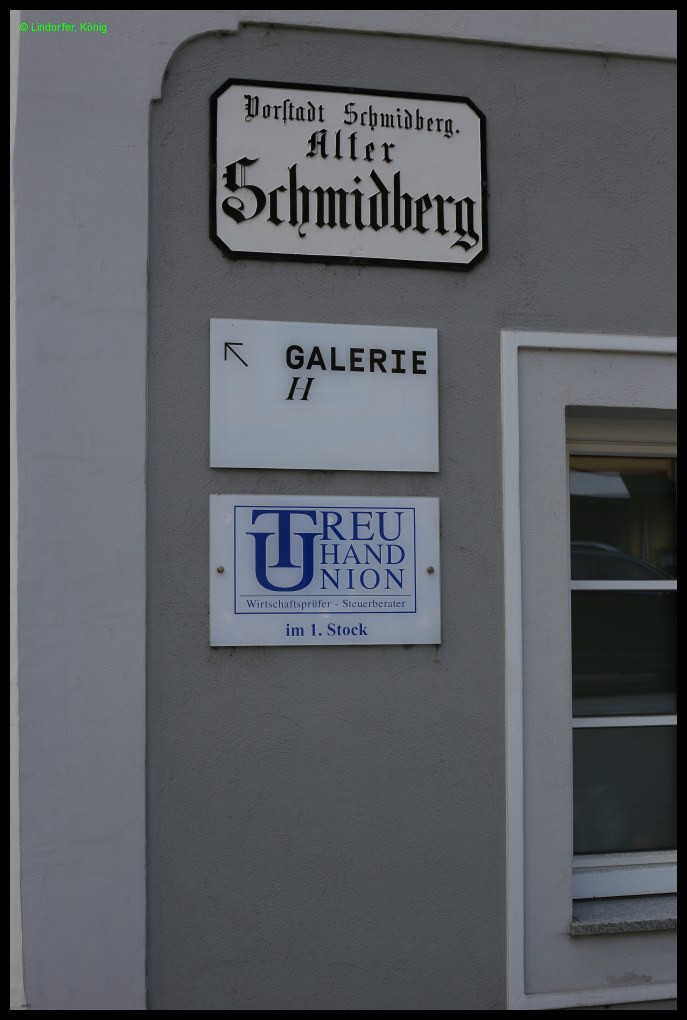 © Lindorfer, König
Vorſtadt Schmidberg.
Alter
Schmidberg
GALERIE
H
TREU
HAND
UNION
Wirtschaftsprüfer - Steuerberater
im 1. Stock